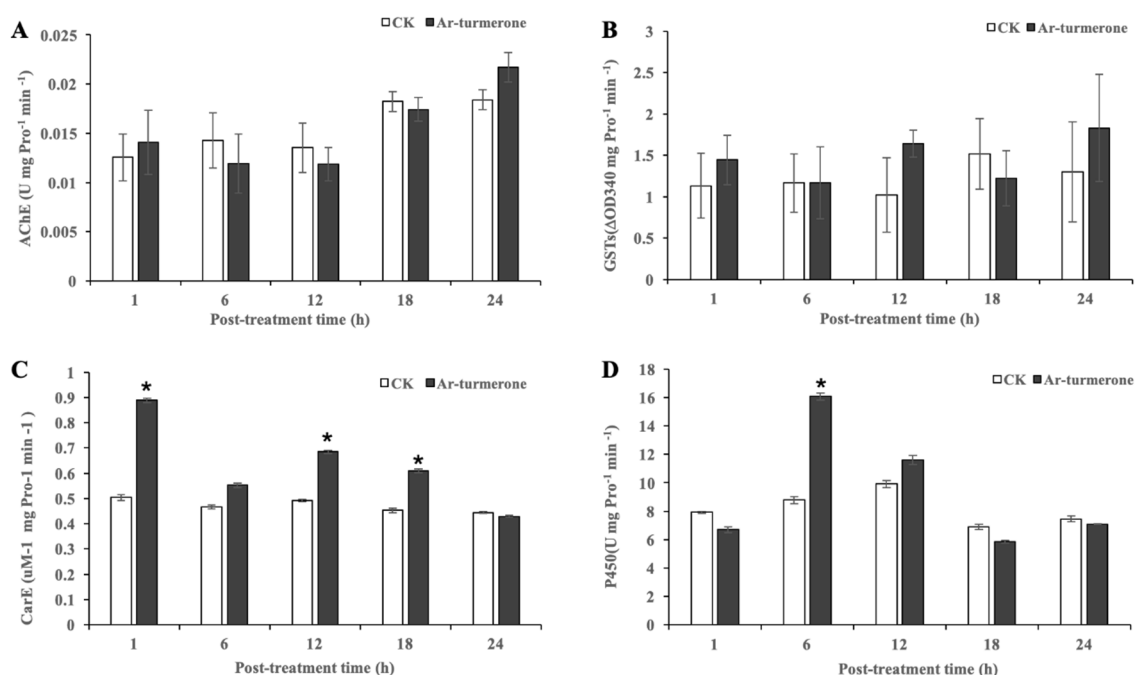 A
CK Ar-turmerone
AChE (U mg Pro⁻¹ min ⁻¹)
0.025
0.02
0.015
0.01
0.005
0
1 6 12 18 24
Post-treatment time (h)
B
CK Ar-turmerone
GSTs(ΔOD340 mg Pro⁻¹ min⁻¹)
3
2.5
2
1.5
1
0.5
0
1 6 12 18 24
Post-treatment time (h)
C
CK Ar-turmerone
CarE (uM-1 mg Pro-1 min -1 )
1
0.9
0.8
0.7
0.6
0.5
0.4
0.3
0.2
0.1
0
* * *
1 6 12 18 24
Post-treatment time (h)
D
CK Ar-turmerone
P450(U mg Pro⁻¹ min⁻¹)
18
16
14
12
10
8
6
4
2
0
*
1 6 12 18 24
Post-treatment time (h)